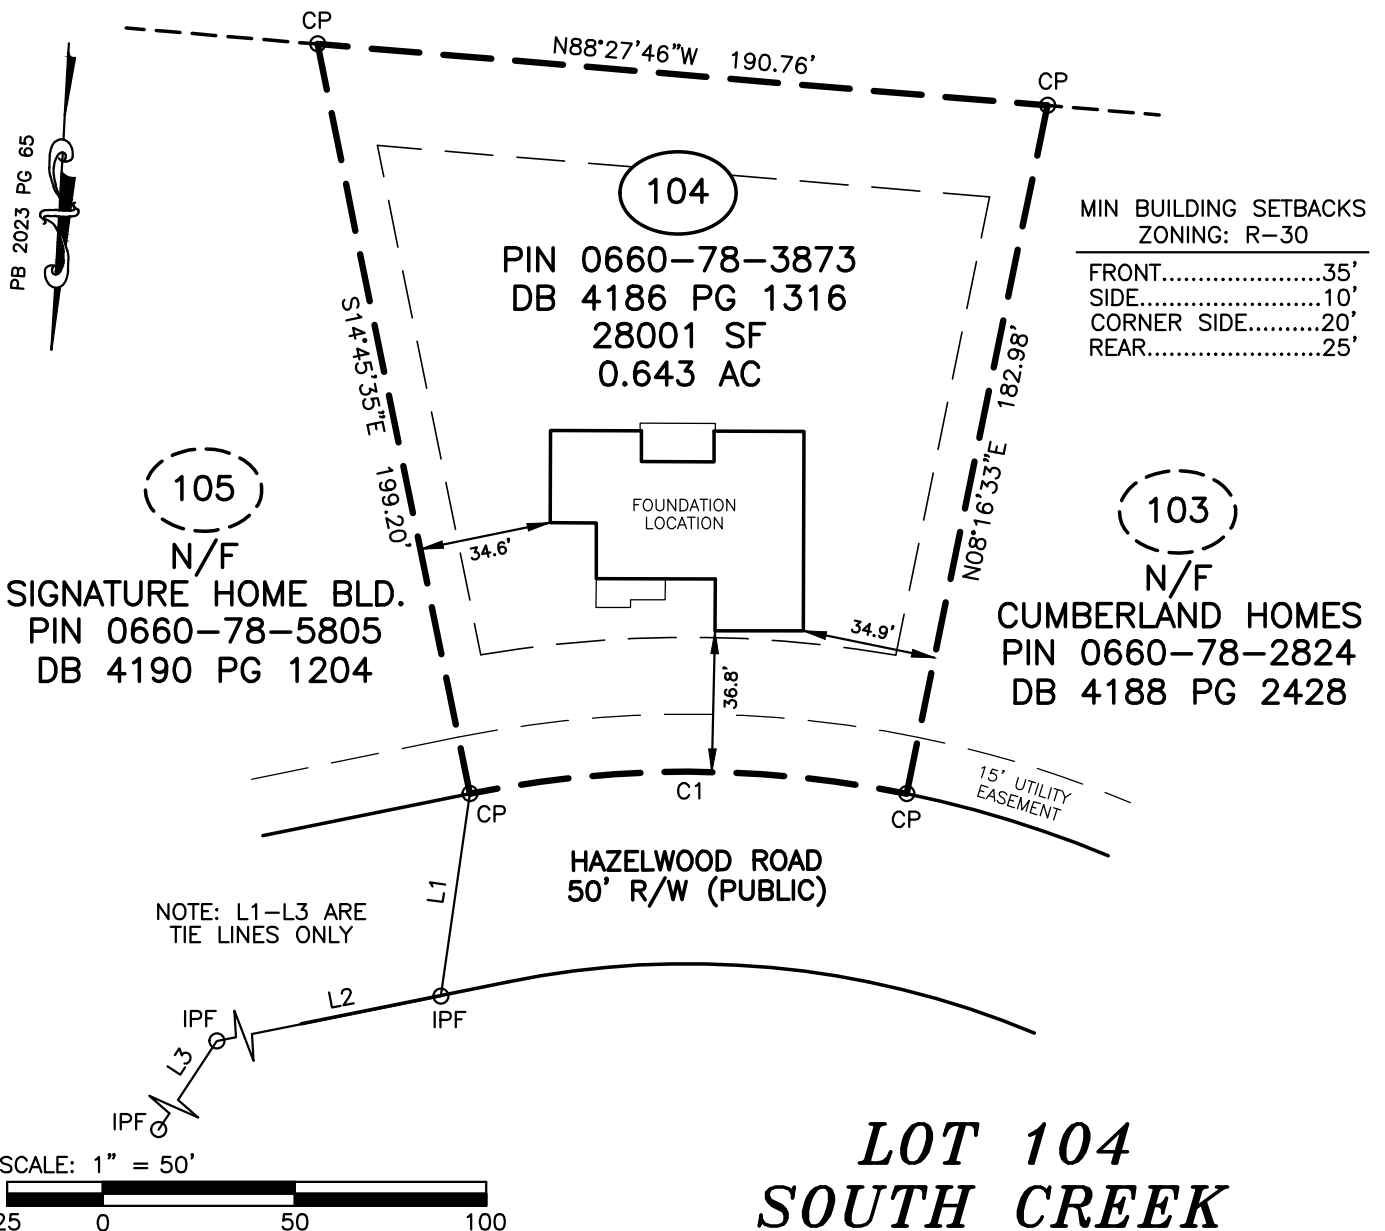 CP
N88°27'46"W 190.76'
CP
PB 2023 PG 65
104
PIN 0660-78-3873
DB 4186 PG 1316
28001 SF
0.643 AC
MIN BUILDING SETBACKS
ZONING: R-30
FRONT......................35'
SIDE.........................10'
CORNER SIDE..........20'
REAR........................25'
S14°45'35"E 199.20'
N08°16'33"E 182.98'
105
N/F
SIGNATURE HOME BLD.
PIN 0660-78-5805
DB 4190 PG 1204
FOUNDATION
LOCATION
34.6'
103
N/F
CUMBERLAND HOMES
PIN 0660-78-2824
DB 4188 PG 2428
34.9'
36.8'
15' UTILITY
EASEMENT
C1
CP
CP
HAZELWOOD ROAD
50' R/W (PUBLIC)
L1
NOTE: L1-L3 ARE
TIE LINES ONLY
L2
IPF
IPF
L3
IPF
SCALE: 1" = 50'
25 0 50 100
LOT 104
SOUTH CREEK